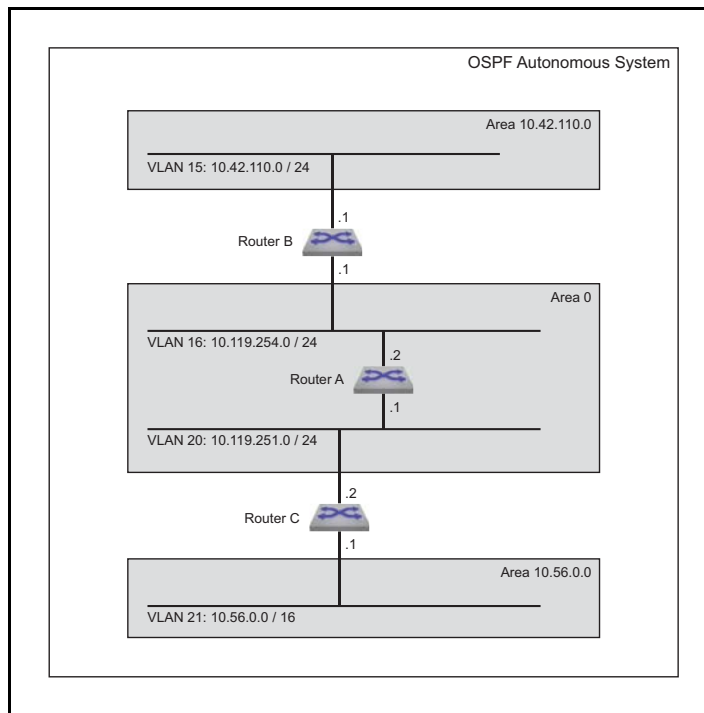 OSPF Autonomous System
Area 10.42.110.0
VLAN 15: 10.42.110.0 / 24
.1
Router B
.1
Area 0
VLAN 16: 10.119.254.0 / 24
.2
Router A
.1
VLAN 20: 10.119.251.0 / 24
.2
Router C
.1
Area 10.56.0.0
VLAN 21: 10.56.0.0 / 16